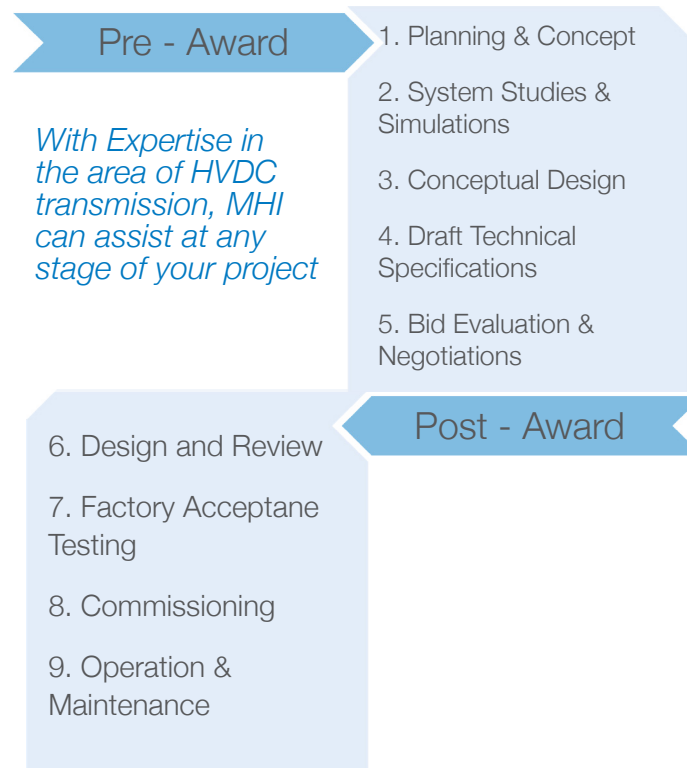 Pre - Award
With Expertise in
the area of HVDC
transmission, MHI
can assist at any
stage of your project
1. Planning & Concept
2. System Studies &
Simulations
3. Conceptual Design
4. Draft Technical
Specifications
5. Bid Evaluation &
Negotiations
Post - Award
6. Design and Review
7. Factory Acceptane
Testing
8. Commissioning
9. Operation &
Maintenance